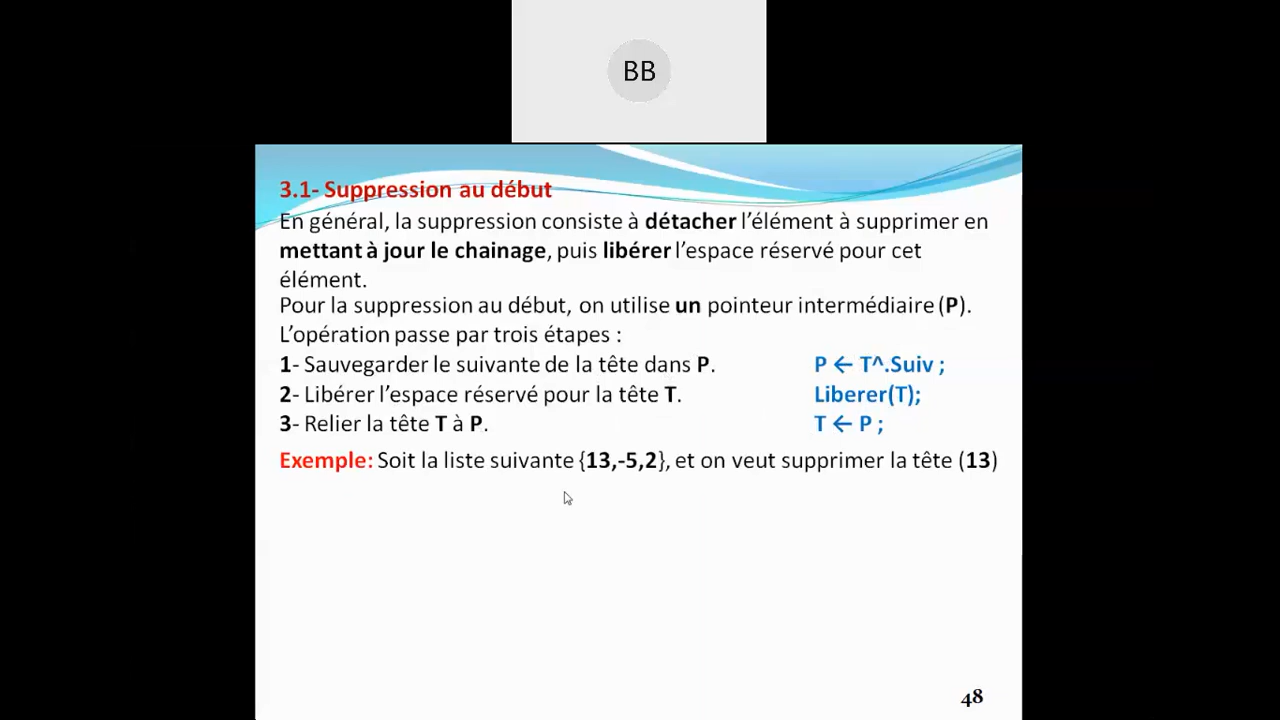 BB
3.1- Suppression au début
En général, la suppression consiste à détacher l’élément à supprimer en
mettant à jour le chainage, puis libérer l’espace réservé pour cet
élément.
Pour la suppression au début, on utilise un pointeur intermédiaire (P).
L’opération passe par trois étapes :
1- Sauvegarder le suivante de la tête dans P. P ← T^.Suiv ;
2- Libérer l’espace réservé pour la tête T. Liberer(T);
3- Relier la tête T à P. T ← P ;
Exemple: Soit la liste suivante {13,-5,2}, et on veut supprimer la tête (13)
48